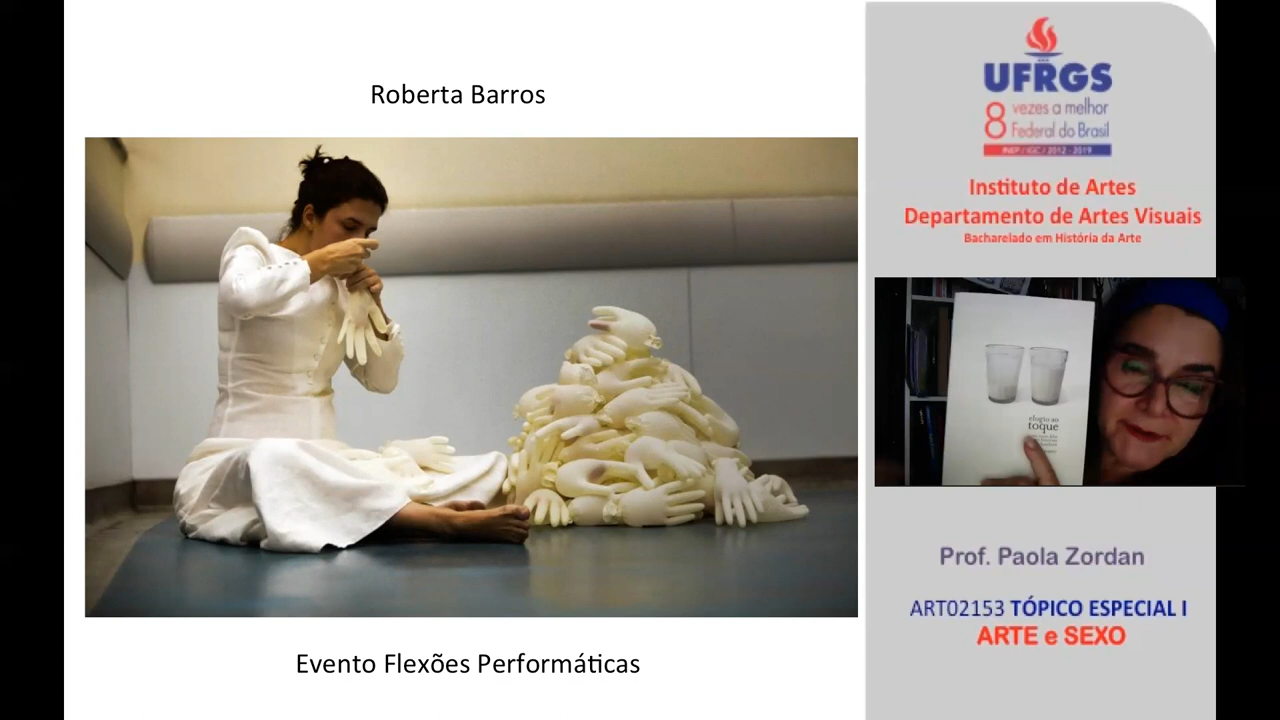 Roberta Barros
Evento Flexões Performáticas
UFRGS
8 vezes a melhor
Federal do Brasil
INEP / IGC / 2012 - 2019
Instituto de Artes
Departamento de Artes Visuais
Bacharelado em História da Arte
elogio ao
toque
Prof. Paola Zordan
ART02153 TÓPICO ESPECIAL I
ARTE e SEXO